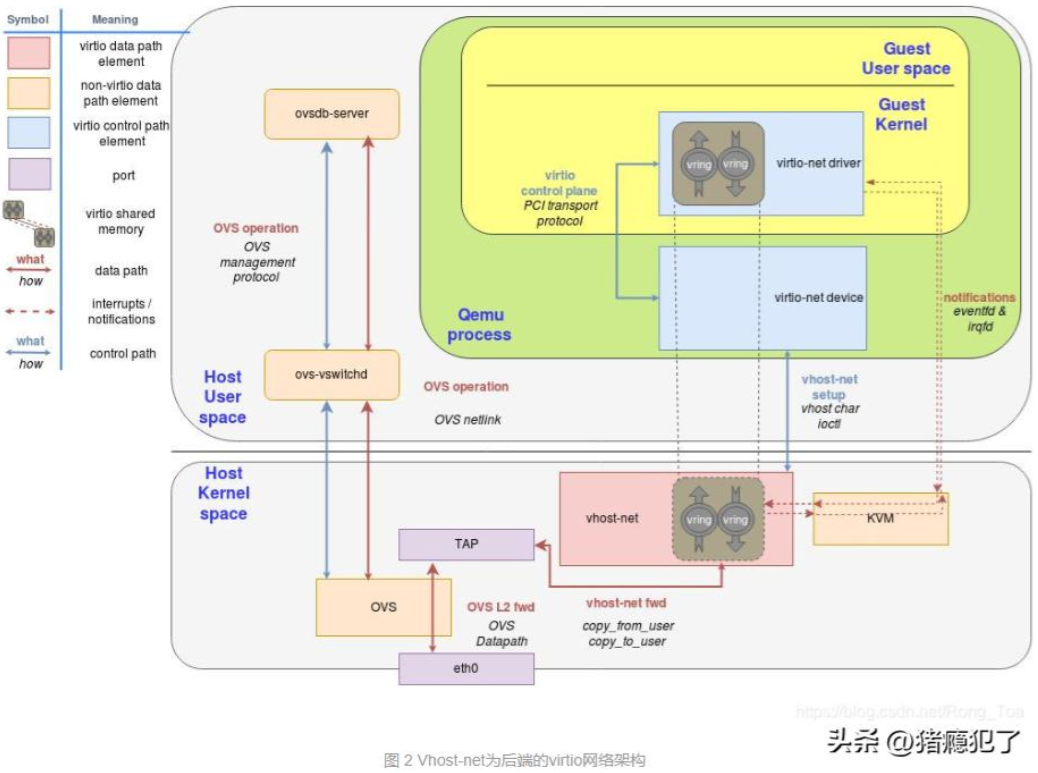 Symbol
Meaning
virtio data path
element
non-virtio data
path element
virtio control path
element
port
virtio shared
memory
what
how
data path
interrupts /
notifications
what
how
control path
ovsdb-server
OVS operation
OVS
management
protocol
ovs-vswitchd
Host
User
space
OVS operation
OVS netlink
Guest
User space
Guest
Kernel
vring
vring
virtio-net driver
virtio
control plane
PCI transport
protocol
virtio-net device
Qemu
process
notifications
eventfd &
irqfd
vhost-net
setup
vhost char
ioctl
Host
Kernel
space
TAP
OVS
OVS L2 fwd
OVS
Datapath
eth0
vhost-net
vring
vring
KVM
vhost-net fwd
copy_from_user
copy_to_user
https://blog.csdn.net/Rong_Toa
头条 @猪瘾犯了
图 2 Vhost-net为后端的virtio网络架构